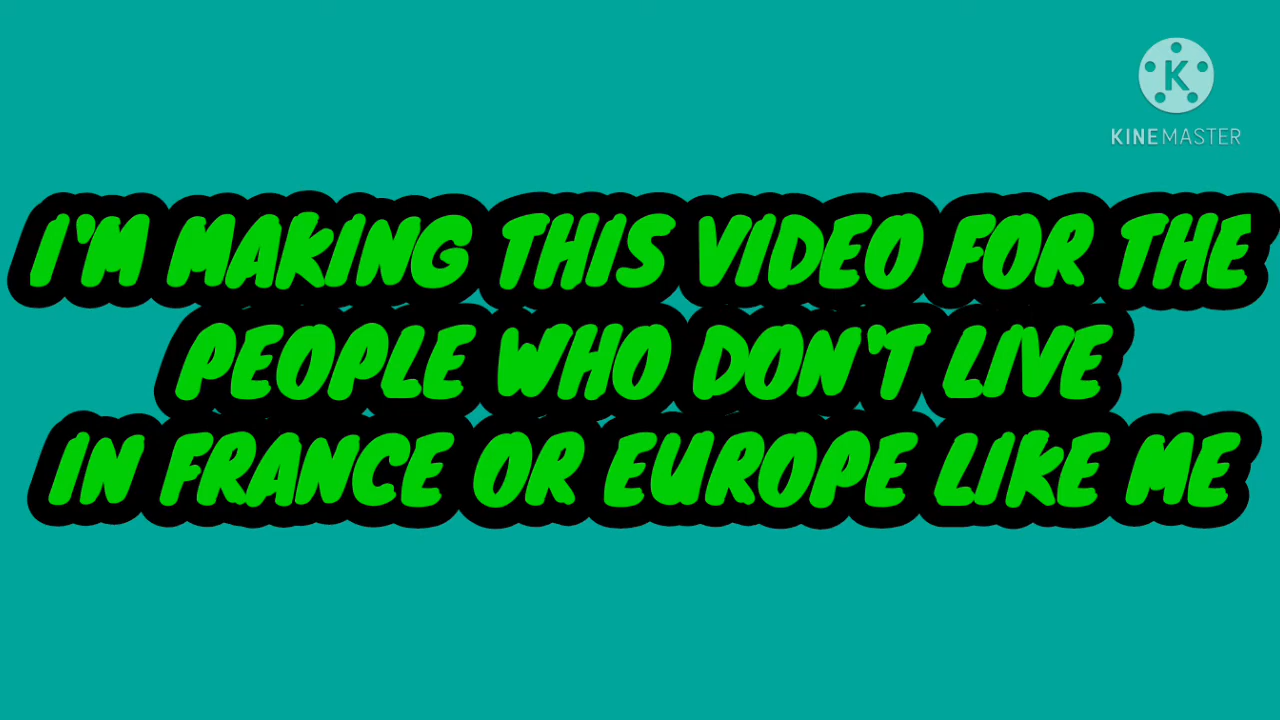 K
KINEMASTER
I'M MAKING THIS VIDEO FOR THE
PEOPLE WHO DON'T LIVE
IN FRANCE OR EUROPE LIKE ME